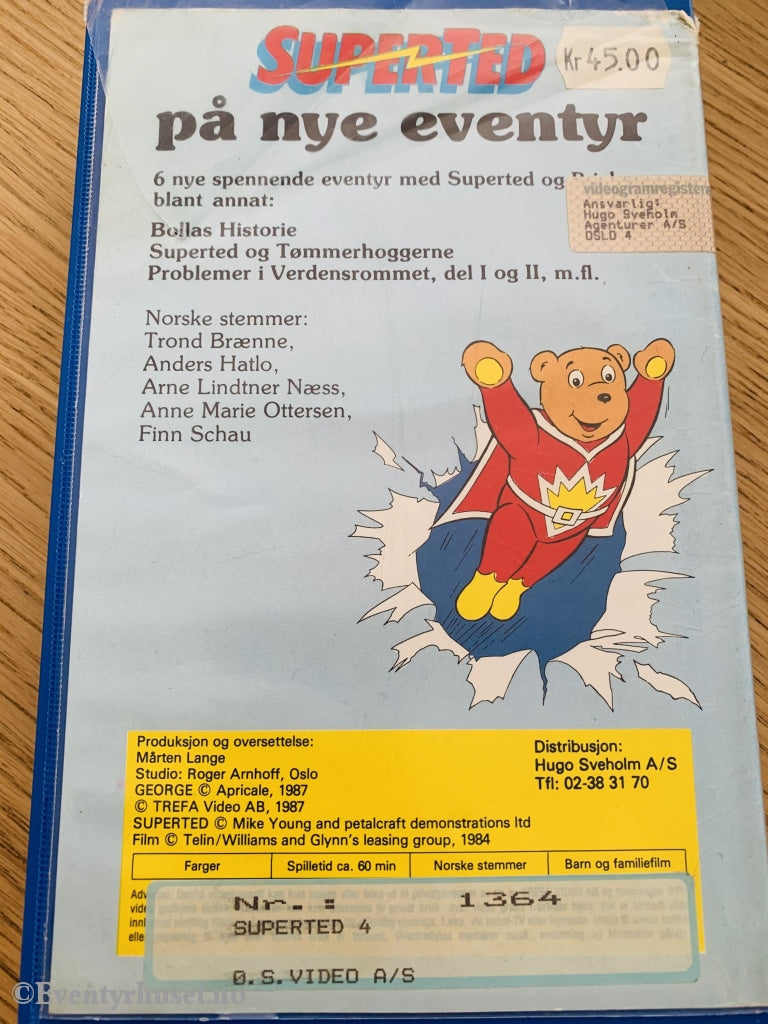 SUPERTED
Kr 45.00
på nye eventyr
6 nye spennende eventyr med Superted og
blant annat:
videogramregisteret
Ansvarlig:
Hugo Sveholm
Agenturer A/S
OSLO 4
Bollas Historie
Superted og Tømmerhoggerne
Problemer i Verdensrommet, del I og II, m.fl.
Norske stemmer:
Trond Brænne,
Anders Hatlo,
Arne Lindtner Næss,
Anne Marie Ottersen,
Finn Schau
Produksjon og oversettelse:
Mårten Lange
Studio: Roger Arnhoff, Oslo
GEORGE © Apricale, 1987
© TREFA Video AB, 1987
SUPERTED © Mike Young and petalcraft demonstrations ltd
Film © Telin/Williams and Glynn's leasing group, 1984
Distribusjon:
Hugo Sveholm A/S
Tfl: 02-38 31 70
Farger Spilletid ca. 60 min Norske stemmer Barn og familiefilm
Nr.: 1364
SUPERTED 4
Ø.S.VIDEO A/S
©Eventyrhuset.no